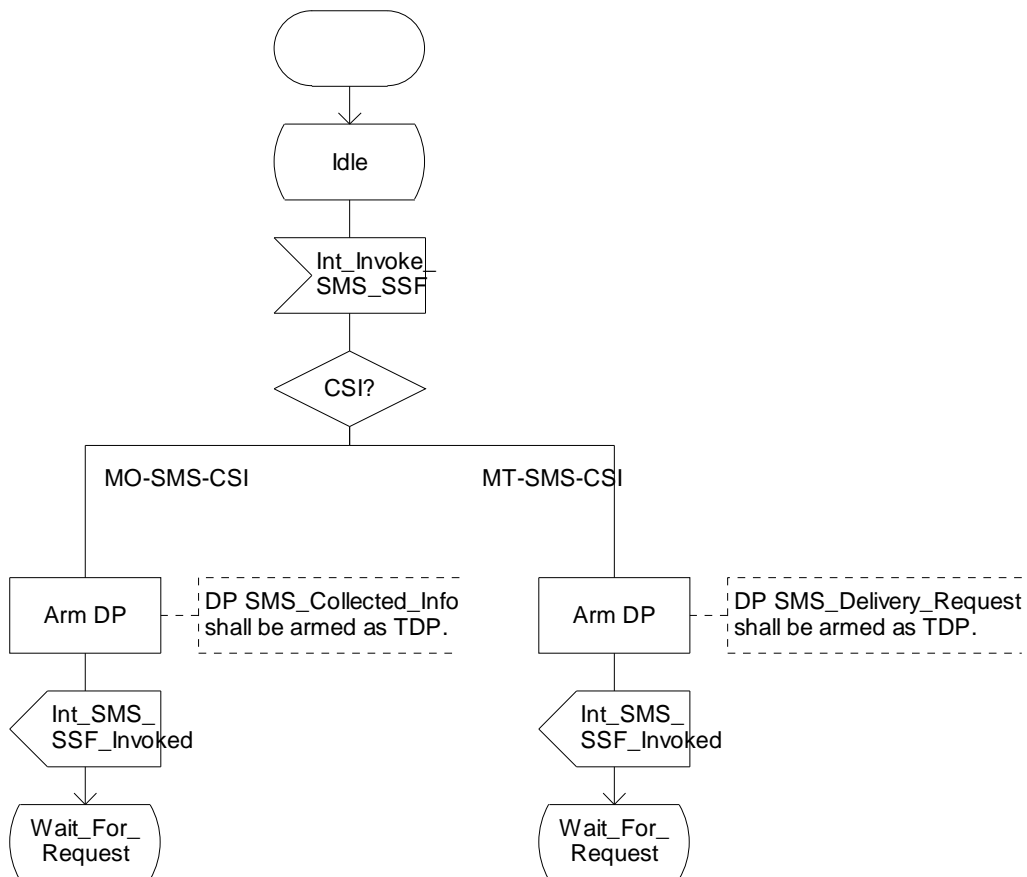 Idle
Int_Invoke_
SMS_SSF
CSI?
MO-SMS-CSI
MT-SMS-CSI
Arm DP
DP SMS_Collected_Info
shall be armed as TDP.
Arm DP
DP SMS_Delivery_Request
shall be armed as TDP.
Int_SMS_
SSF_Invoked
Int_SMS_
SSF_Invoked
Wait_For_
Request
Wait_For_
Request